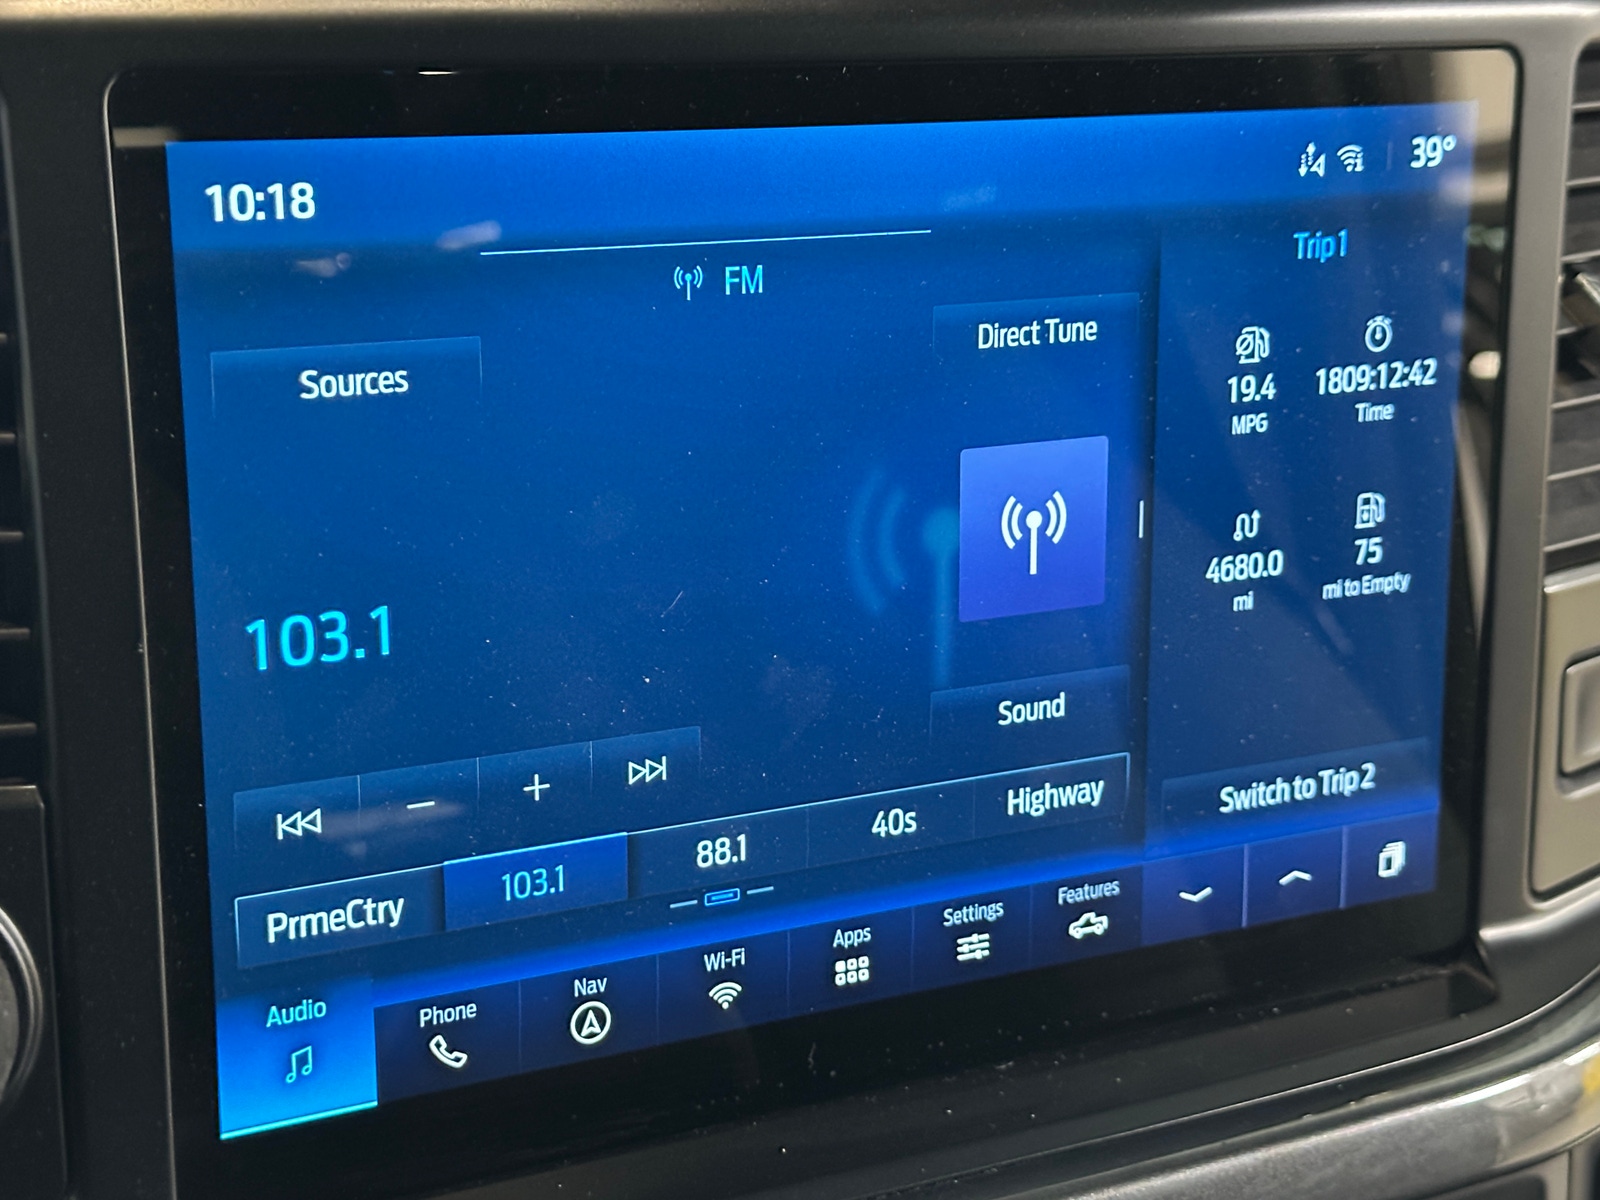 10:18
39°
FM
Trip 1
Sources
Direct Tune
19.4
MPG
1809:12:42
Time
4680.0
mi
75
mi to Empty
103.1
Sound
Switch to Trip 2
PrmeCtry
103.1
88.1
40s
Highway
Audio
Phone
Nav
Wi-Fi
Apps
Settings
Features